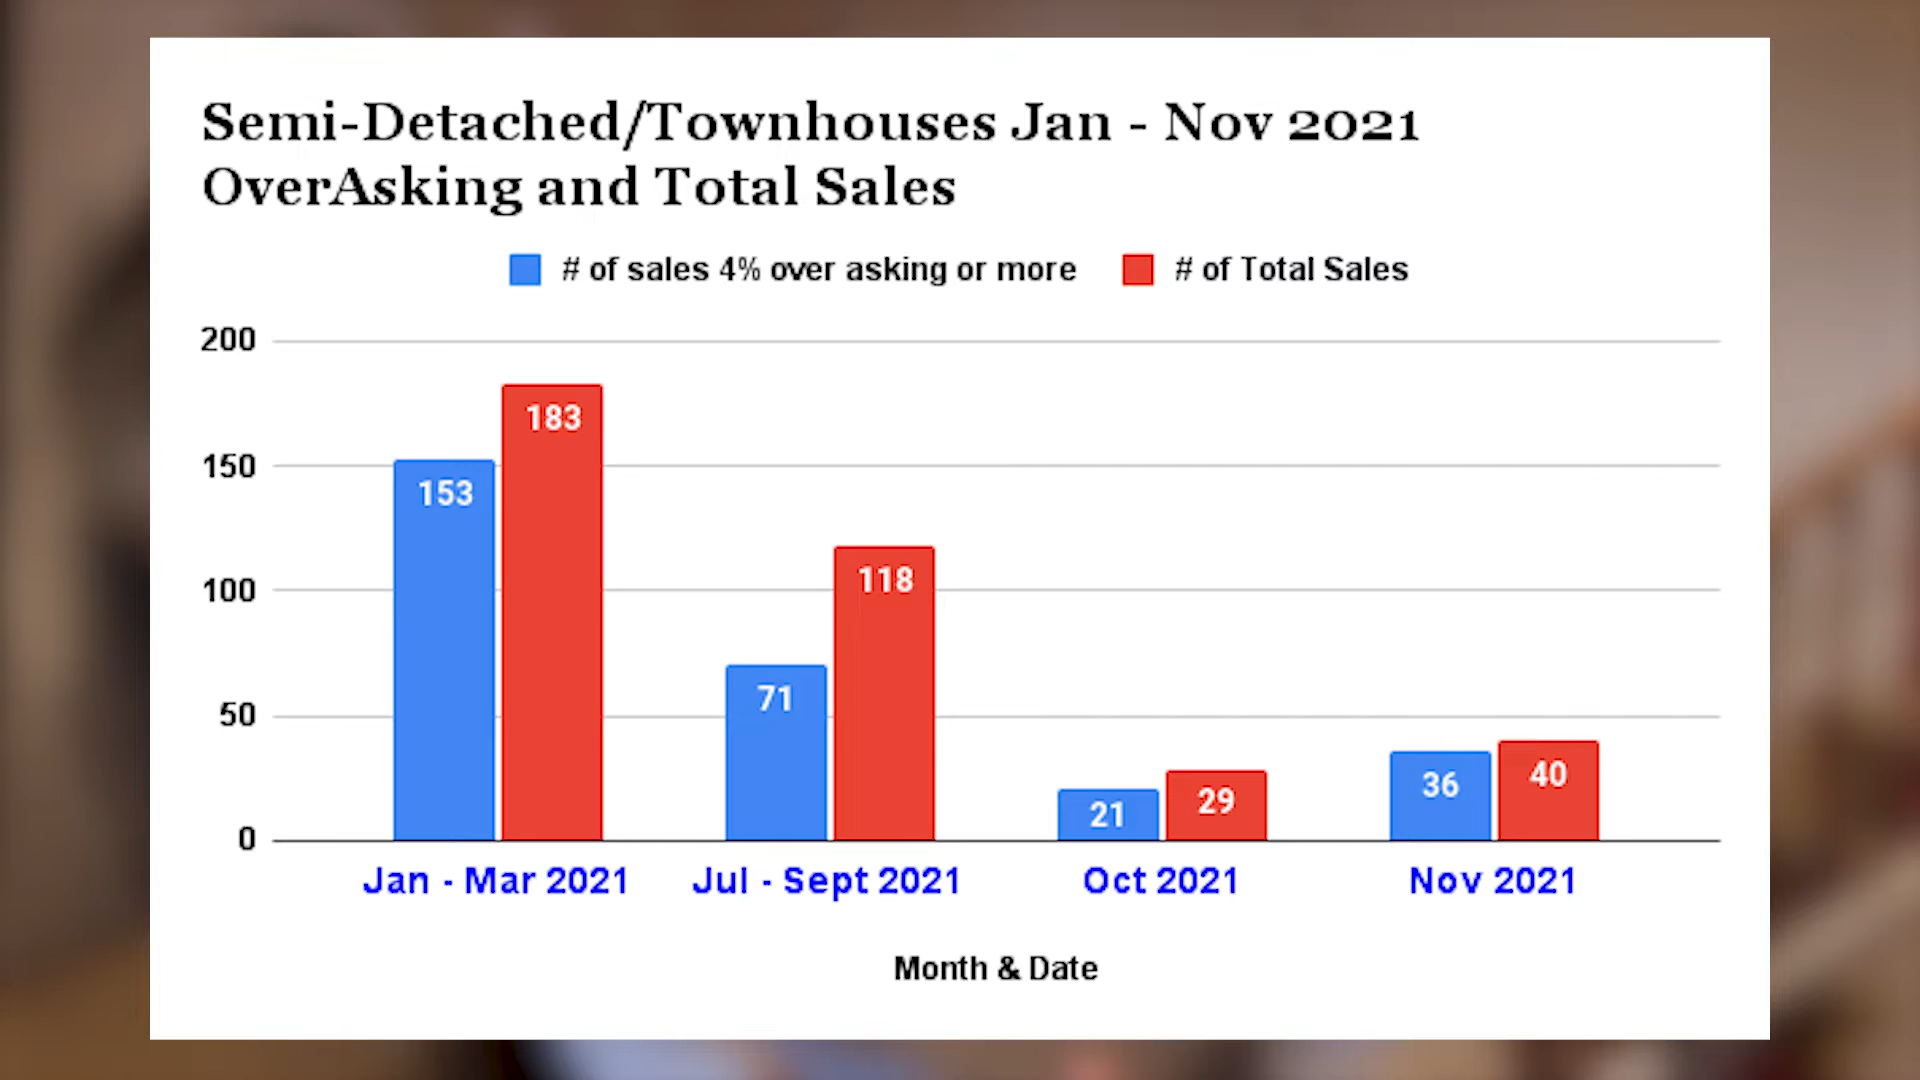 Semi-Detached/Townhouses Jan - Nov 2021
OverAsking and Total Sales
# of sales 4% over asking or more
# of Total Sales
200
150
100
50
0
153
183
71
118
21
29
36
40
Jan - Mar 2021
Jul - Sept 2021
Oct 2021
Nov 2021
Month & Date